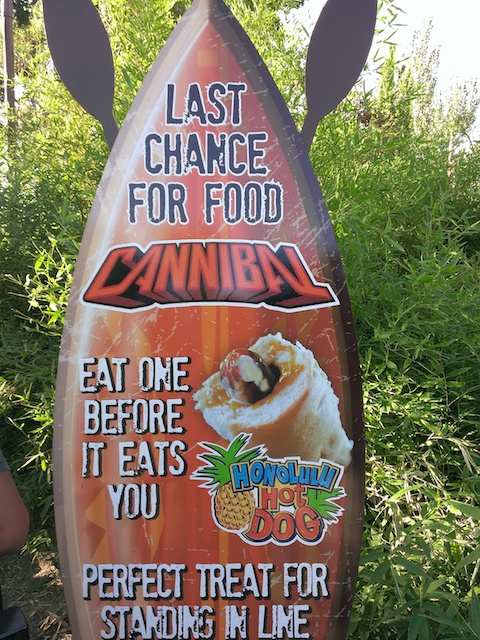 LAST
CHANCE
FOR FOOD
CANNIBAL
EAT ONE
BEFORE
IT EATS
YOU
HONOLULU
HOT
DOG
PERFECT TREAT FOR
STANDING IN LINE